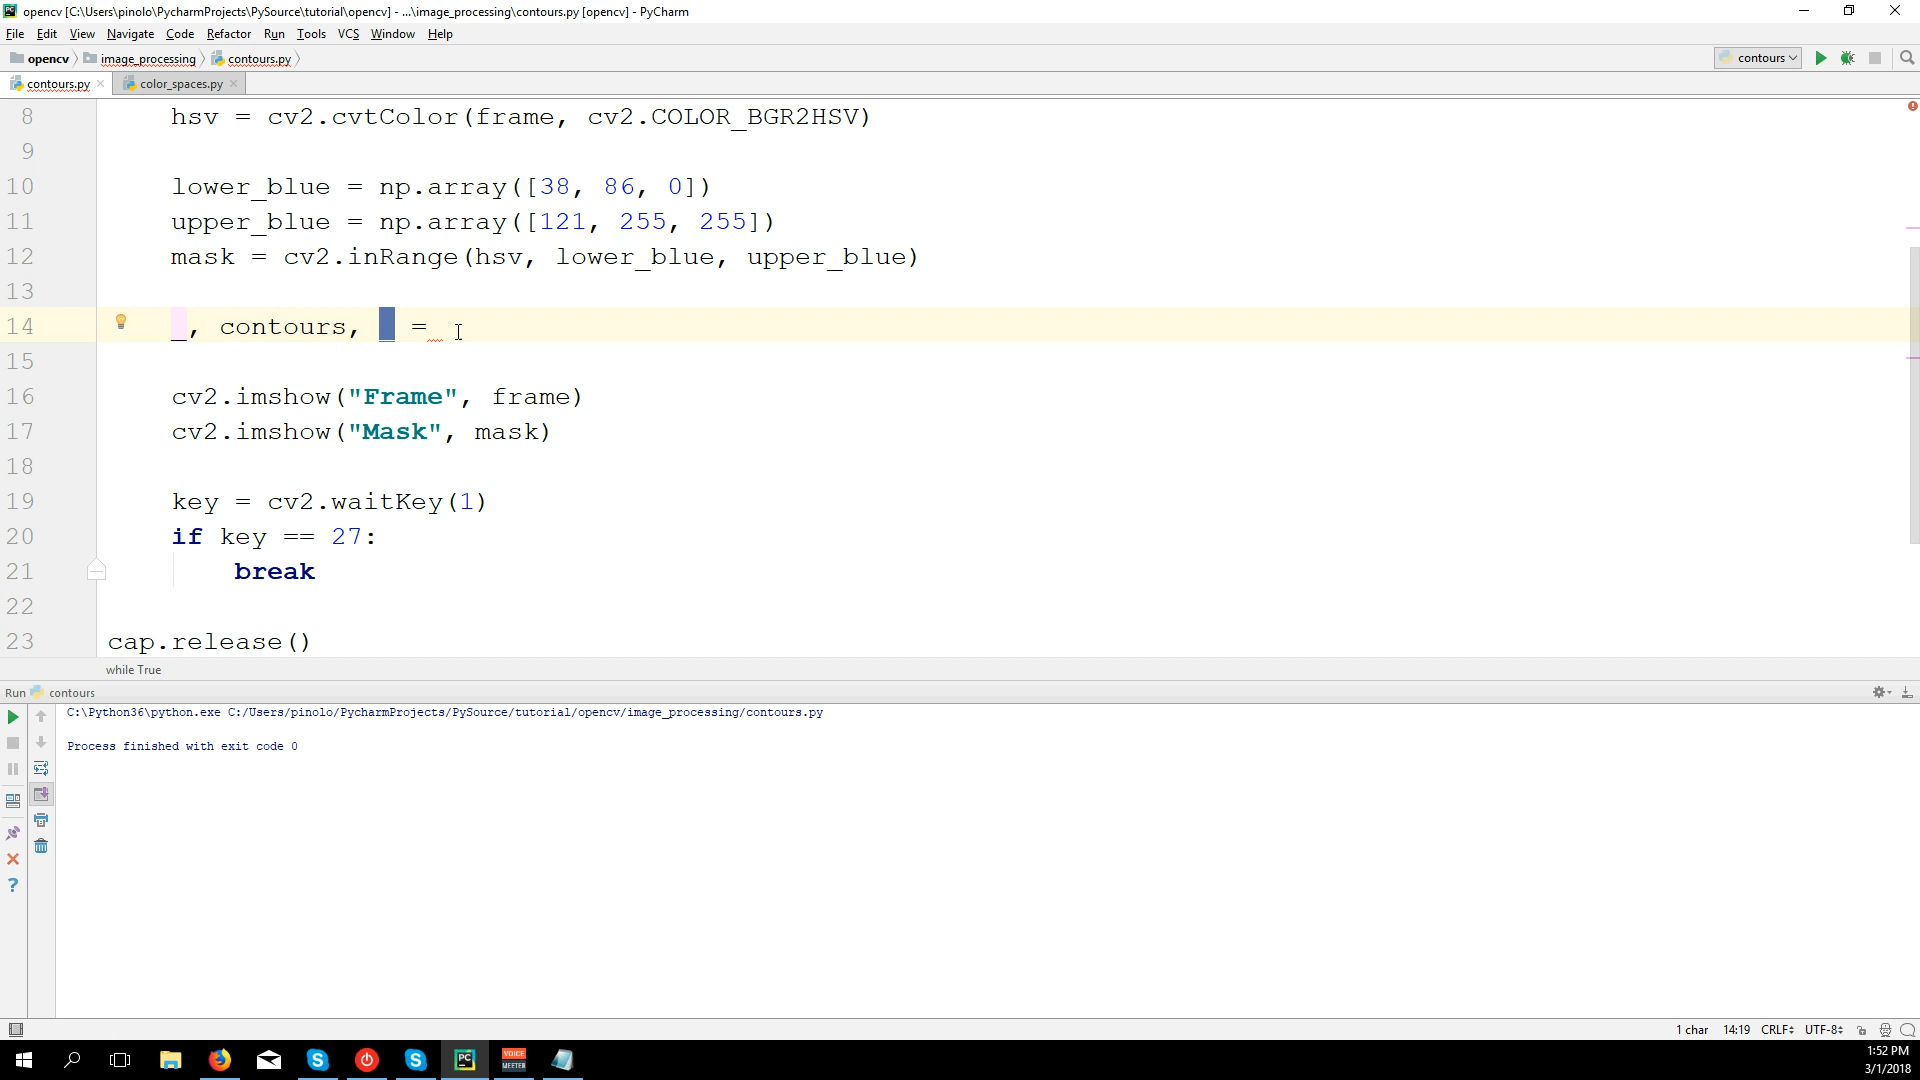 opencv [C:\Users\pinolo\PycharmProjects\PySource\tutorial\opencv] - ...\image_processing\contours.py [opencv] - PyCharm
File Edit View Navigate Code Refactor Run Tools VCS Window Help
opencv image_processing contours.py contours
contours.py color_spaces.py
8 hsv = cv2.cvtColor(frame, cv2.COLOR_BGR2HSV)
9
10 lower_blue = np.array([38, 86, 0])
11 upper_blue = np.array([121, 255, 255])
12 mask = cv2.inRange(hsv, lower_blue, upper_blue)
13
14 _, contours, _ =
15
16 cv2.imshow("Frame", frame)
17 cv2.imshow("Mask", mask)
18
19 key = cv2.waitKey(1)
20 if key == 27:
21 break
22
23 cap.release()
while True
Run contours
C:\Python36\python.exe C:/Users/pinolo/PycharmProjects/PySource/tutorial/opencv/image_processing/contours.py
Process finished with exit code 0
1 char 14:19 CRLF UTF-8
PC VOICE MEETER
1:52 PM
3/1/2018